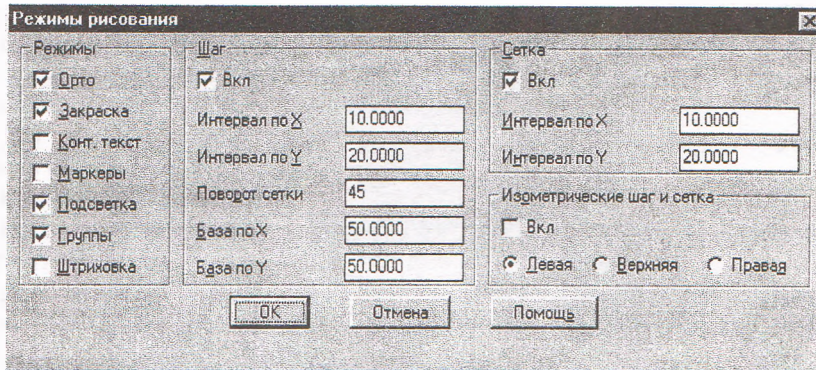 Режимы рисования
Режимы
Орто
Закраска
Конт. текст
Маркеры
Подсветка
Группы
Штриховка
Шаг
Вкл
Интервал по X 10.0000
Интервал по Y 20.0000
Поворот сетки 45
База по X 50.0000
База по Y 50.0000
Сетка
Вкл
Интервал по X 10.0000
Интервал по Y 20.0000
Изометрические шаг и сетка
Вкл
Левая Верхняя Правая
OK Отмена Помощь